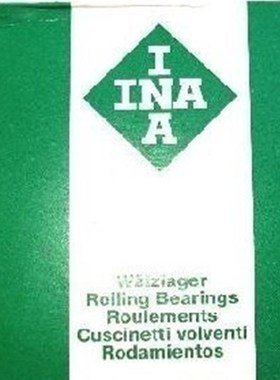 I
INA
A
Wälzlager
Rolling Bearings
Roulements
Cuscinetti volventi
Rodamientos